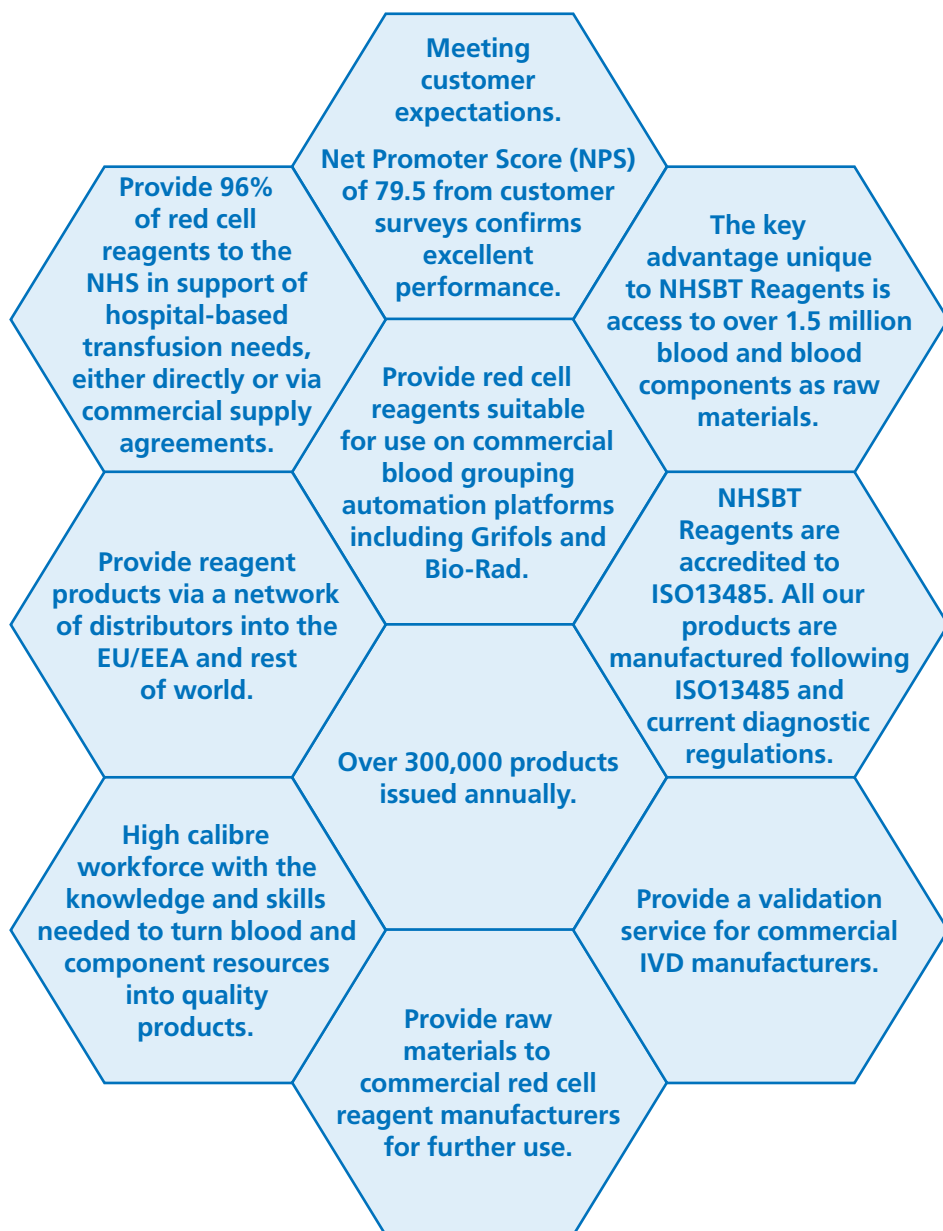 Meeting
customer
expectations.
Net Promoter Score (NPS)
of 79.5 from customer
surveys confirms
excellent
performance.
Provide 96%
of red cell
reagents to the
NHS in support of
hospital-based
transfusion needs,
either directly or via
commercial supply
agreements.
The key
advantage unique
to NHSBT Reagents is
access to over 1.5 million
blood and blood
components as raw
materials.
Provide red cell
reagents suitable
for use on commercial
blood grouping
automation platforms
including Grifols and
Bio-Rad.
Provide reagent
products via a network
of distributors into the
EU/EEA and rest
of world.
NHSBT
Reagents are
accredited to
ISO13485. All our
products are
manufactured following
ISO13485 and
current diagnostic
regulations.
Over 300,000 products
issued annually.
High calibre
workforce with the
knowledge and skills
needed to turn blood and
component resources
into quality
products.
Provide a validation
service for commercial
IVD manufacturers.
Provide raw
materials to
commercial red cell
reagent manufacturers
for further use.